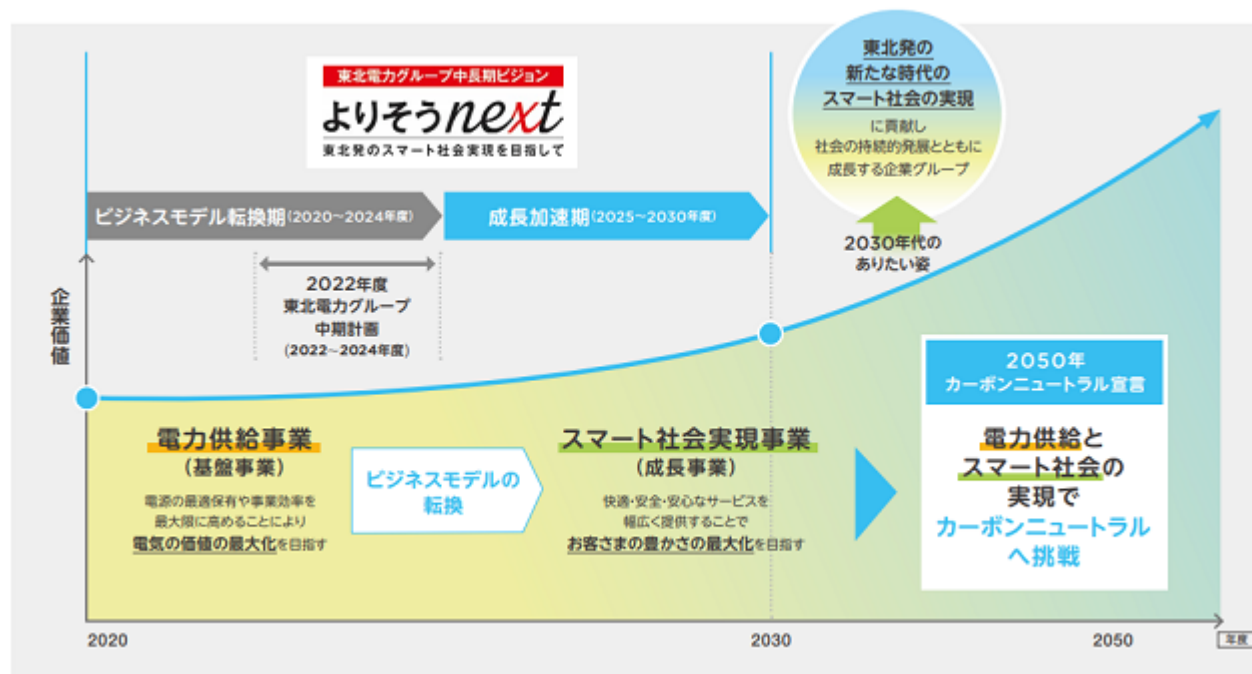 東北電力グループ中長期ビジョン
よりそうnext
東北発のスマート社会実現を目指して
東北発の
新たな時代の
スマート社会の実現
に貢献し
社会の持続的発展とともに
成長する企業グループ
ビジネスモデル転換期(2020~2024年度)
成長加速期(2025~2030年度)
2030年代の
ありたい姿
2022年度
東北電力グループ
中期計画
(2022~2024年度)
企業価値
2050年
カーボンニュートラル宣言
電力供給と
スマート社会の
実現で
カーボンニュートラル
へ挑戦
電力供給事業
(基盤事業)
電源の最適保有や事業効率を
最大限に高めることにより
電気の価値の最大化を目指す
ビジネスモデルの
転換
スマート社会実現事業
(成長事業)
快適・安全・安心なサービスを
幅広く提供することで
お客さまの豊かさの最大化を目指す
2020
2030
2050
年度